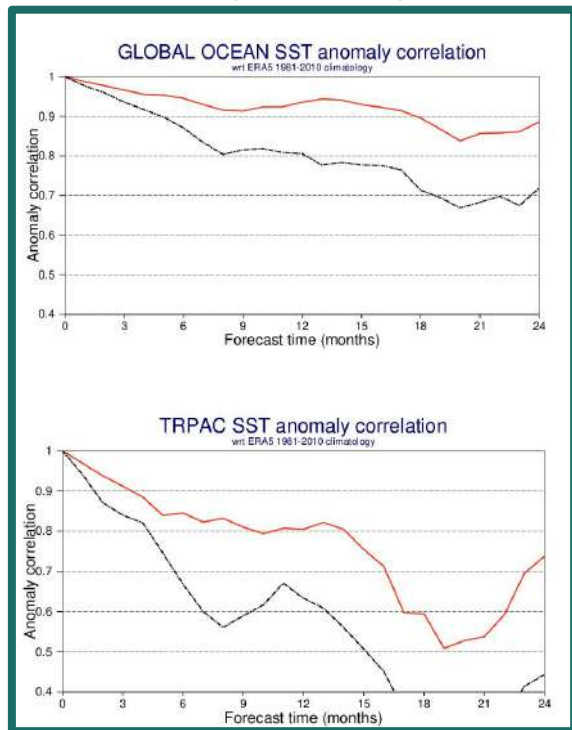 GLOBAL OCEAN SST anomaly correlation
wrt ERA5 1981-2010 climatology
Anomaly correlation
1
0.9
0.8
0.7
0.6
0.5
0.4
0 3 6 9 12 15 18 21 24
Forecast time (months)
TRPAC SST anomaly correlation
wrt ERA5 1981-2010 climatology
Anomaly correlation
1
0.9
0.8
0.7
0.6
0.5
0.4
0 3 6 9 12 15 18 21 24
Forecast time (months)